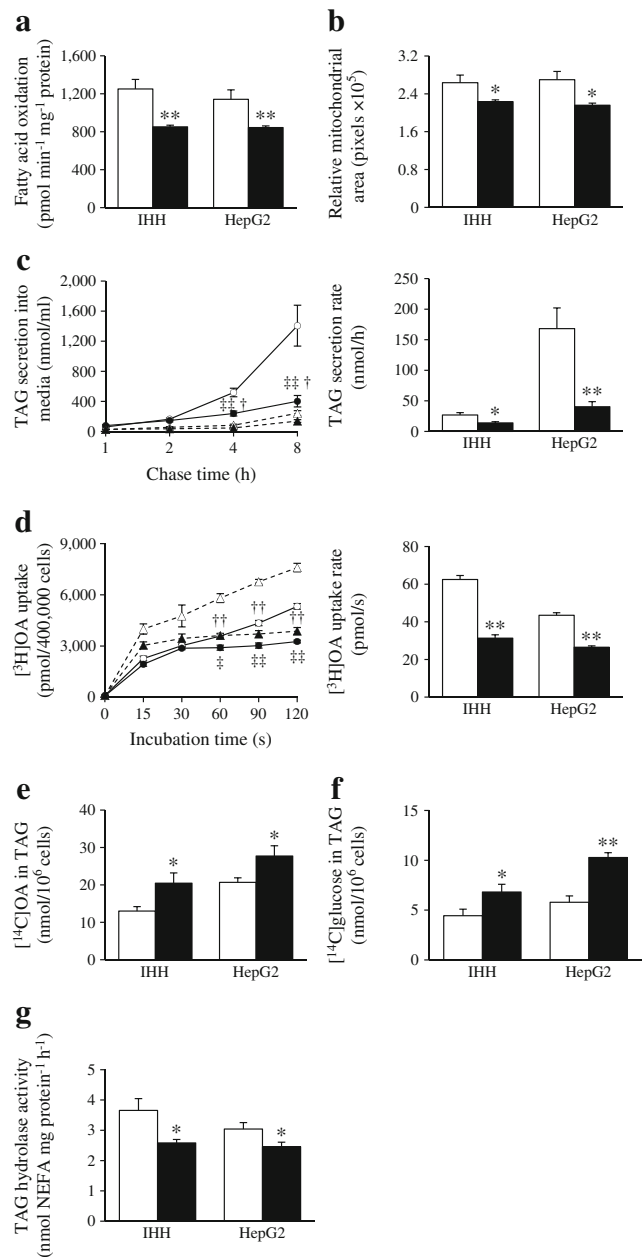 a
Fatty acid oxidation
(pmol min⁻¹ mg⁻¹ protein)
1,600
1,200
800
400
0
**
**
IHH
HepG2
b
Relative mitochondrial
area (pixels ×10⁵)
3.2
2.4
1.6
0.8
0
*
*
IHH
HepG2
c
TAG secretion into
media (nmol/ml)
2,000
1,600
1,200
800
400
0
‡‡ †
‡‡ †
1
2
4
8
Chase time (h)
TAG secretion rate
(nmol/h)
250
200
150
100
50
0
*
**
IHH
HepG2
d
[³H]OA uptake
(pmol/400,000 cells)
9,000
6,000
3,000
0
††
††
††
‡
‡‡
‡‡
0
15
30
60
90
120
Incubation time (s)
[³H]OA uptake rate
(pmol/s)
80
60
40
20
0
**
**
IHH
HepG2
e
[¹⁴C]OA in TAG
(nmol/10⁶ cells)
40
30
20
10
0
*
*
IHH
HepG2
f
[¹⁴C]glucose in TAG
(nmol/10⁶ cells)
15
10
5
0
*
**
IHH
HepG2
g
TAG hydrolase activity
(nmol NEFA mg protein⁻¹ h⁻¹)
5
4
3
2
1
0
*
*
IHH
HepG2